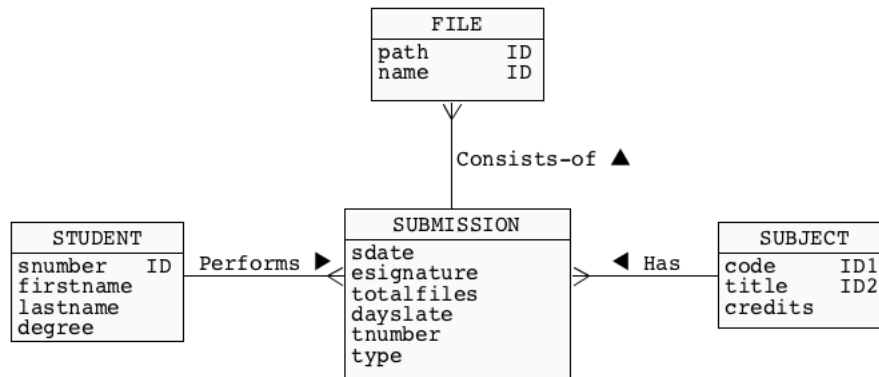 FILE
path ID
name ID
Consists-of ▲
STUDENT
snumber ID
firstname
lastname
degree
Performs ▶
SUBMISSION
sdate
esignature
totalfiles
dayslate
tnumber
type
◀ Has
SUBJECT
code ID1
title ID2
credits